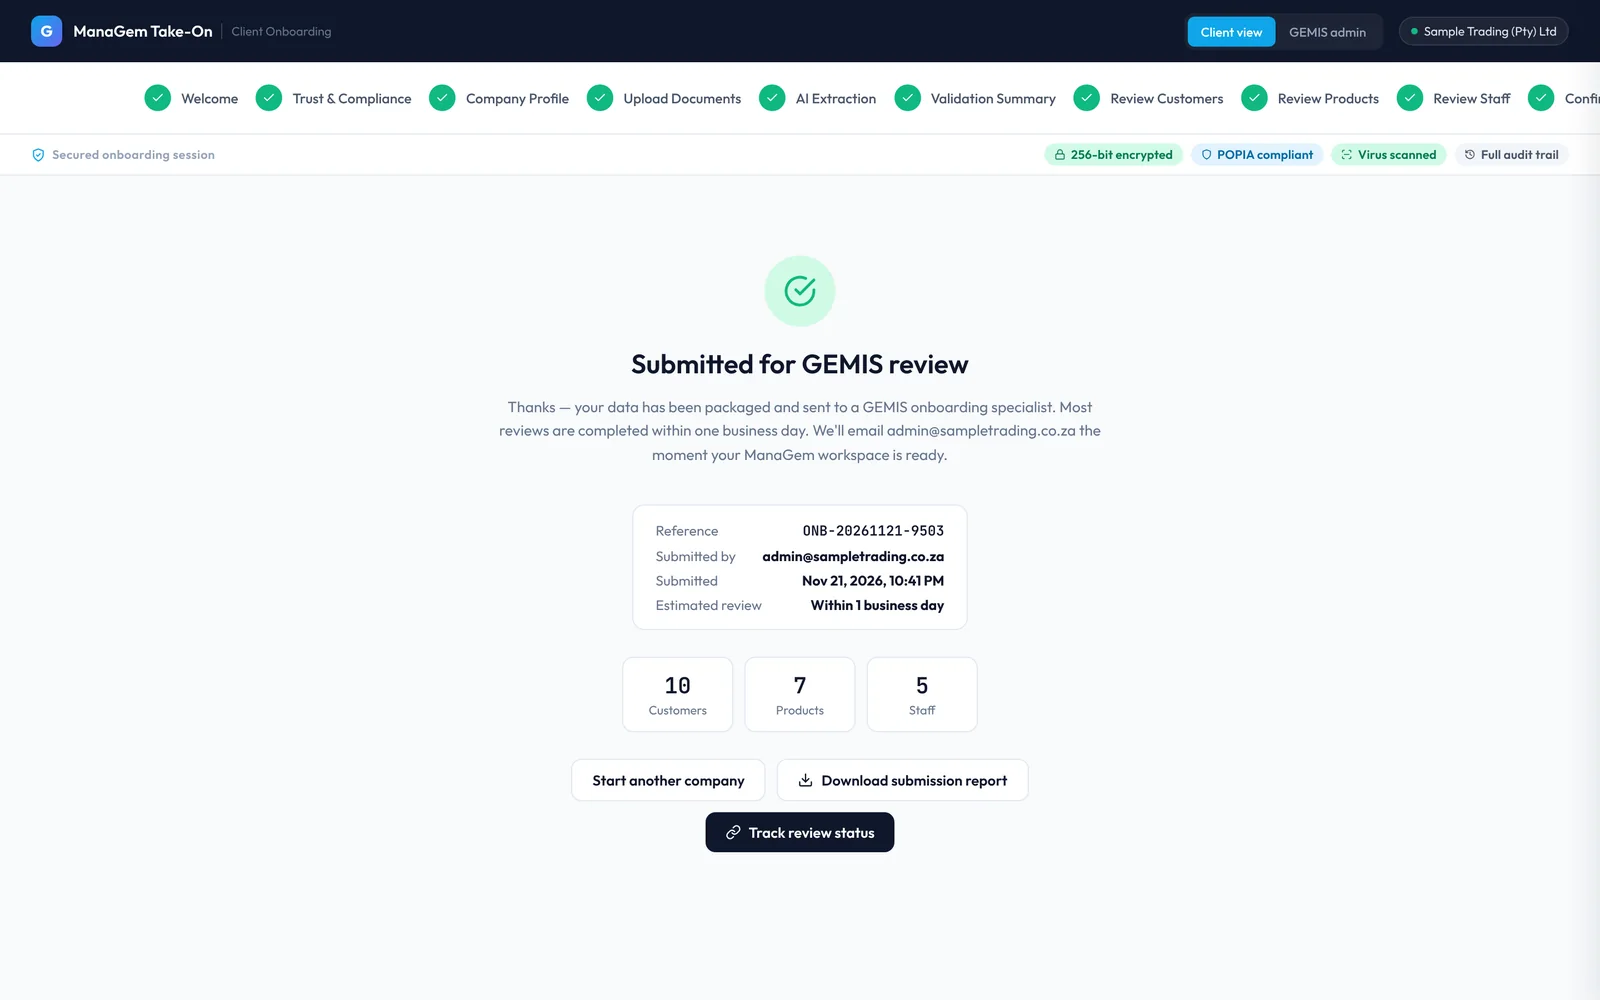 G ManaGem Take-On Client Onboarding Client view GEMIS admin Sample Trading (Pty) Ltd
Welcome Trust & Compliance Company Profile Upload Documents AI Extraction Validation Summary Review Customers Review Products Review Staff Confi
Secured onboarding session 256-bit encrypted POPIA compliant Virus scanned Full audit trail
Submitted for GEMIS review
Thanks — your data has been packaged and sent to a GEMIS onboarding specialist. Most
reviews are completed within one business day. We'll email admin@sampletrading.co.za the
moment your ManaGem workspace is ready.
Reference ONB-20261121-9503
Submitted by admin@sampletrading.co.za
Submitted Nov 21, 2026, 10:41 PM
Estimated review Within 1 business day
10 7 5
Customers Products Staff
Start another company Download submission report
Track review status